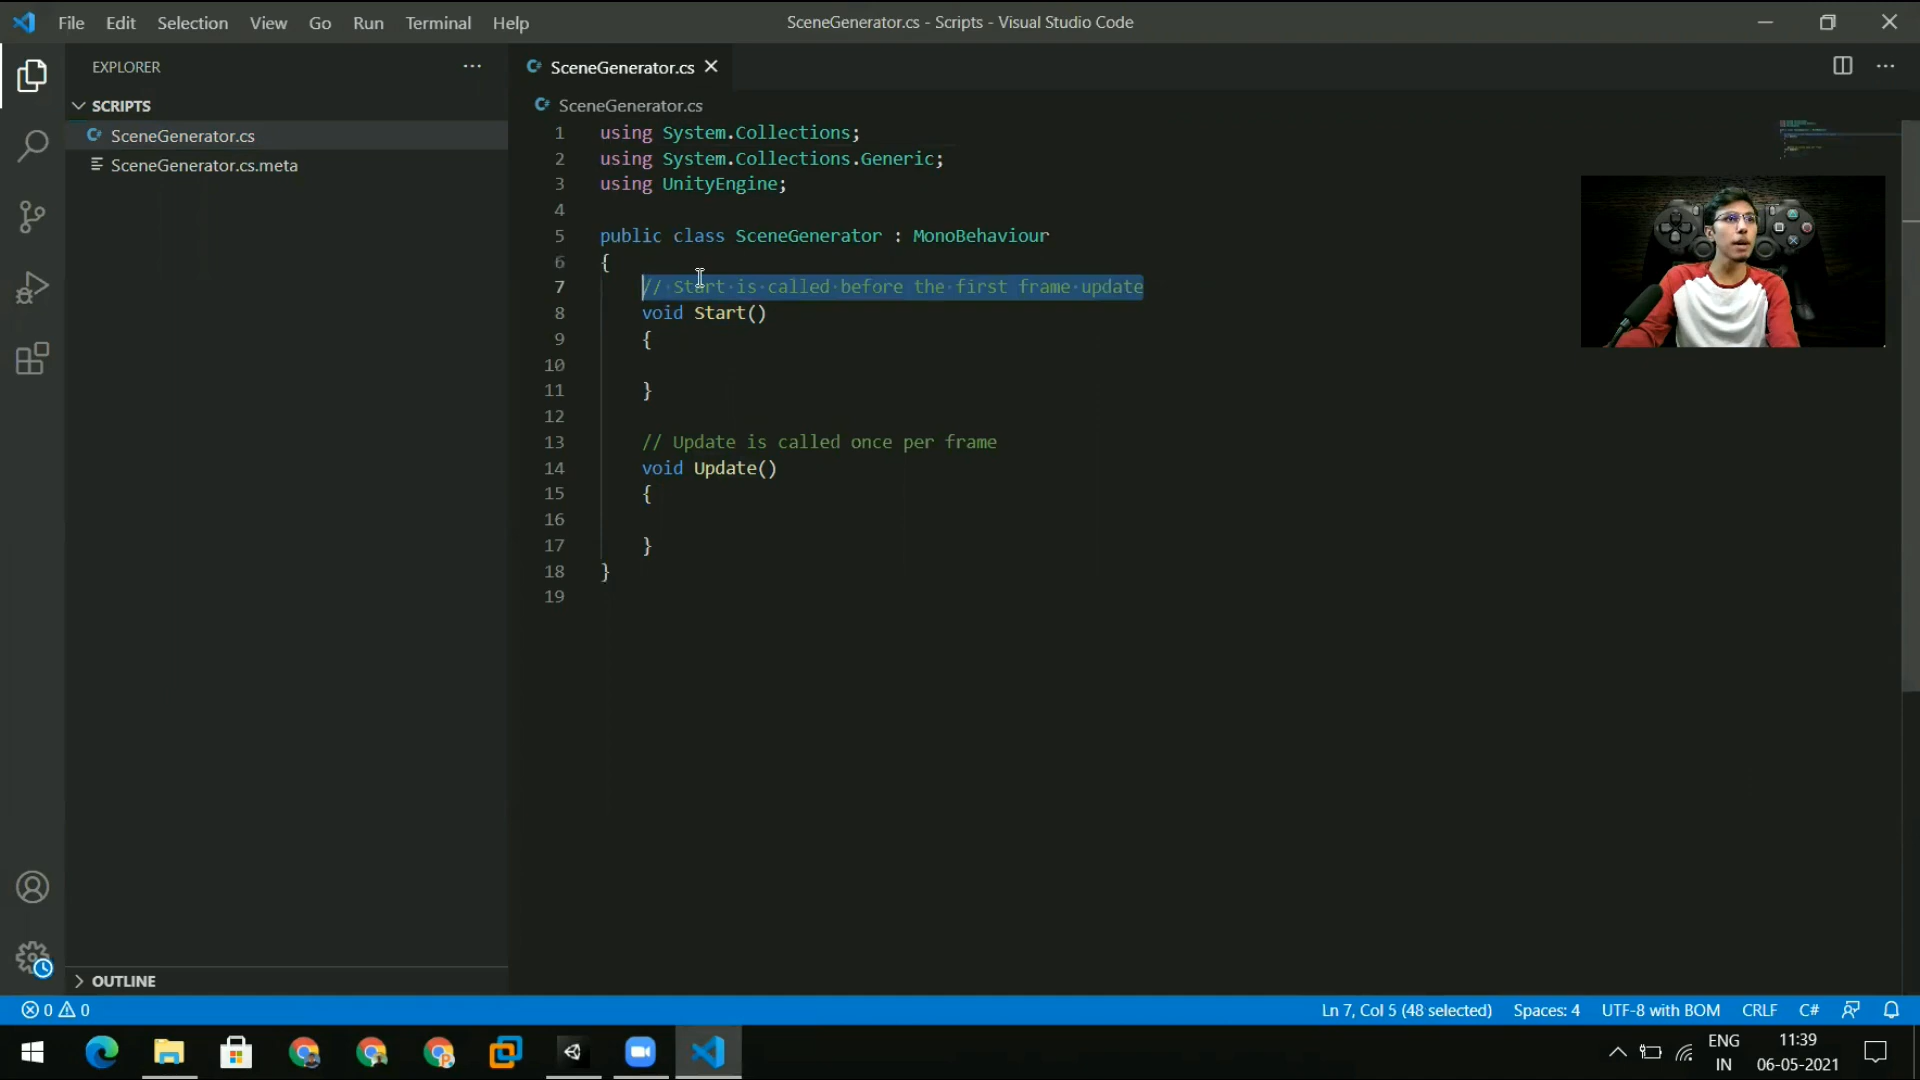 File Edit Selection View Go Run Terminal Help
SceneGenerator.cs - Scripts - Visual Studio Code
EXPLORER
SCRIPTS
SceneGenerator.cs
SceneGenerator.cs.meta
OUTLINE
SceneGenerator.cs
SceneGenerator.cs
1 using System.Collections;
2 using System.Collections.Generic;
3 using UnityEngine;
4
5 public class SceneGenerator : MonoBehaviour
6 {
7 // Start is called before the first frame update
8 void Start()
9 {
10
11 }
12
13 // Update is called once per frame
14 void Update()
15 {
16
17 }
18 }
19
0 0
Ln 7, Col 5 (48 selected) Spaces: 4 UTF-8 with BOM CRLF C#
ENG
IN
11:39
06-05-2021